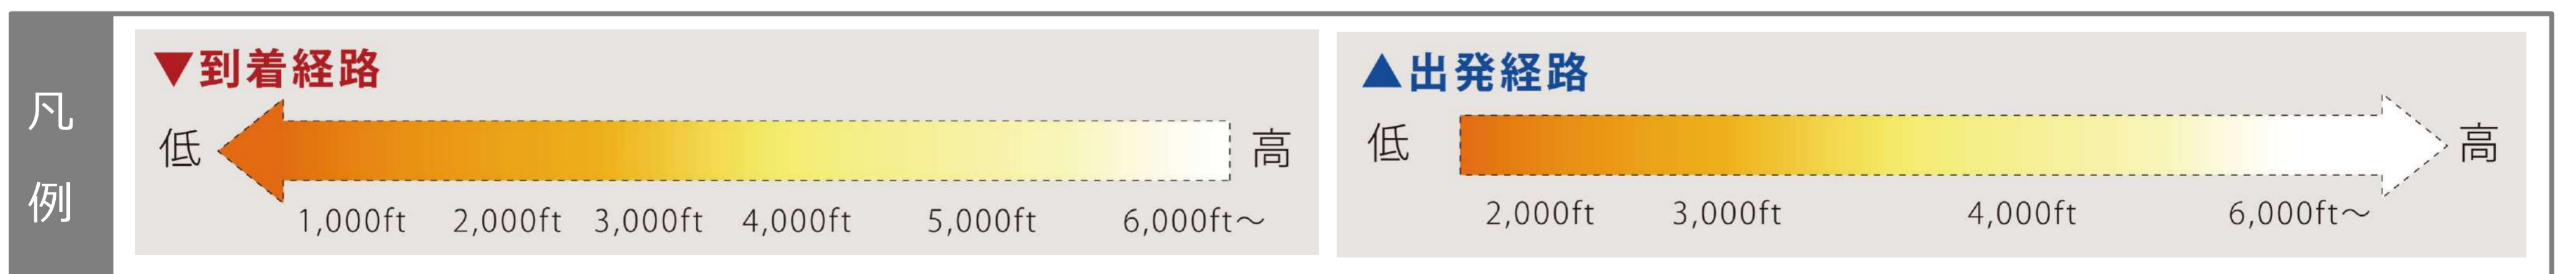 凡例
▼到着経路
低 高
1,000ft 2,000ft 3,000ft 4,000ft 5,000ft 6,000ft～
▲出発経路
低 高
2,000ft 3,000ft 4,000ft 6,000ft～